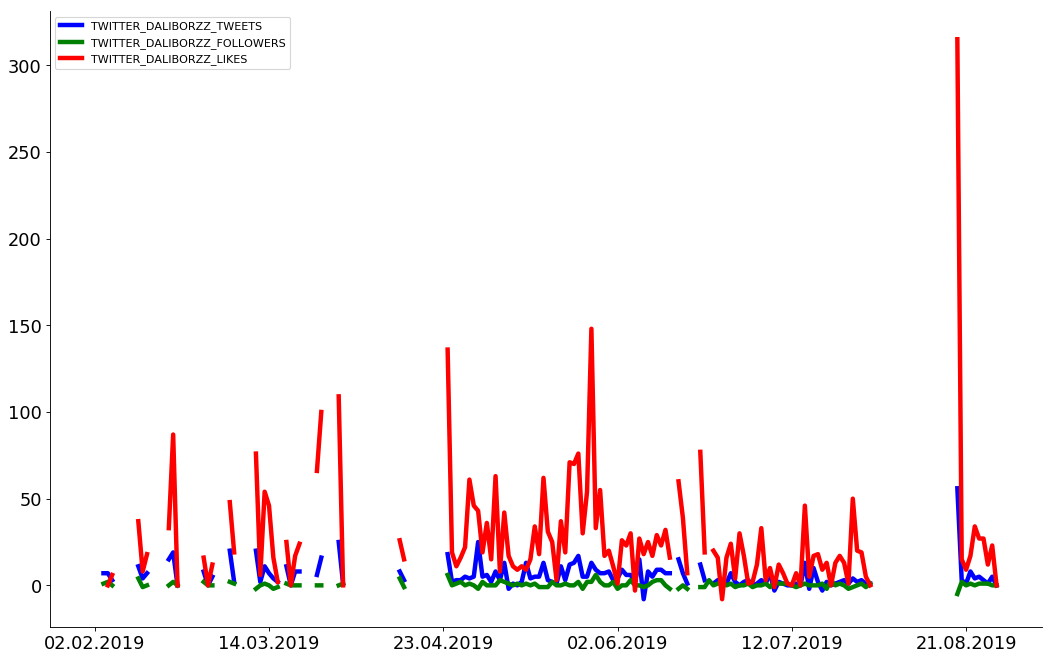 TWITTER_DALIBORZZ_TWEETS
TWITTER_DALIBORZZ_FOLLOWERS
TWITTER_DALIBORZZ_LIKES
300
250
200
150
100
50
0
02.02.2019 14.03.2019 23.04.2019 02.06.2019 12.07.2019 21.08.2019